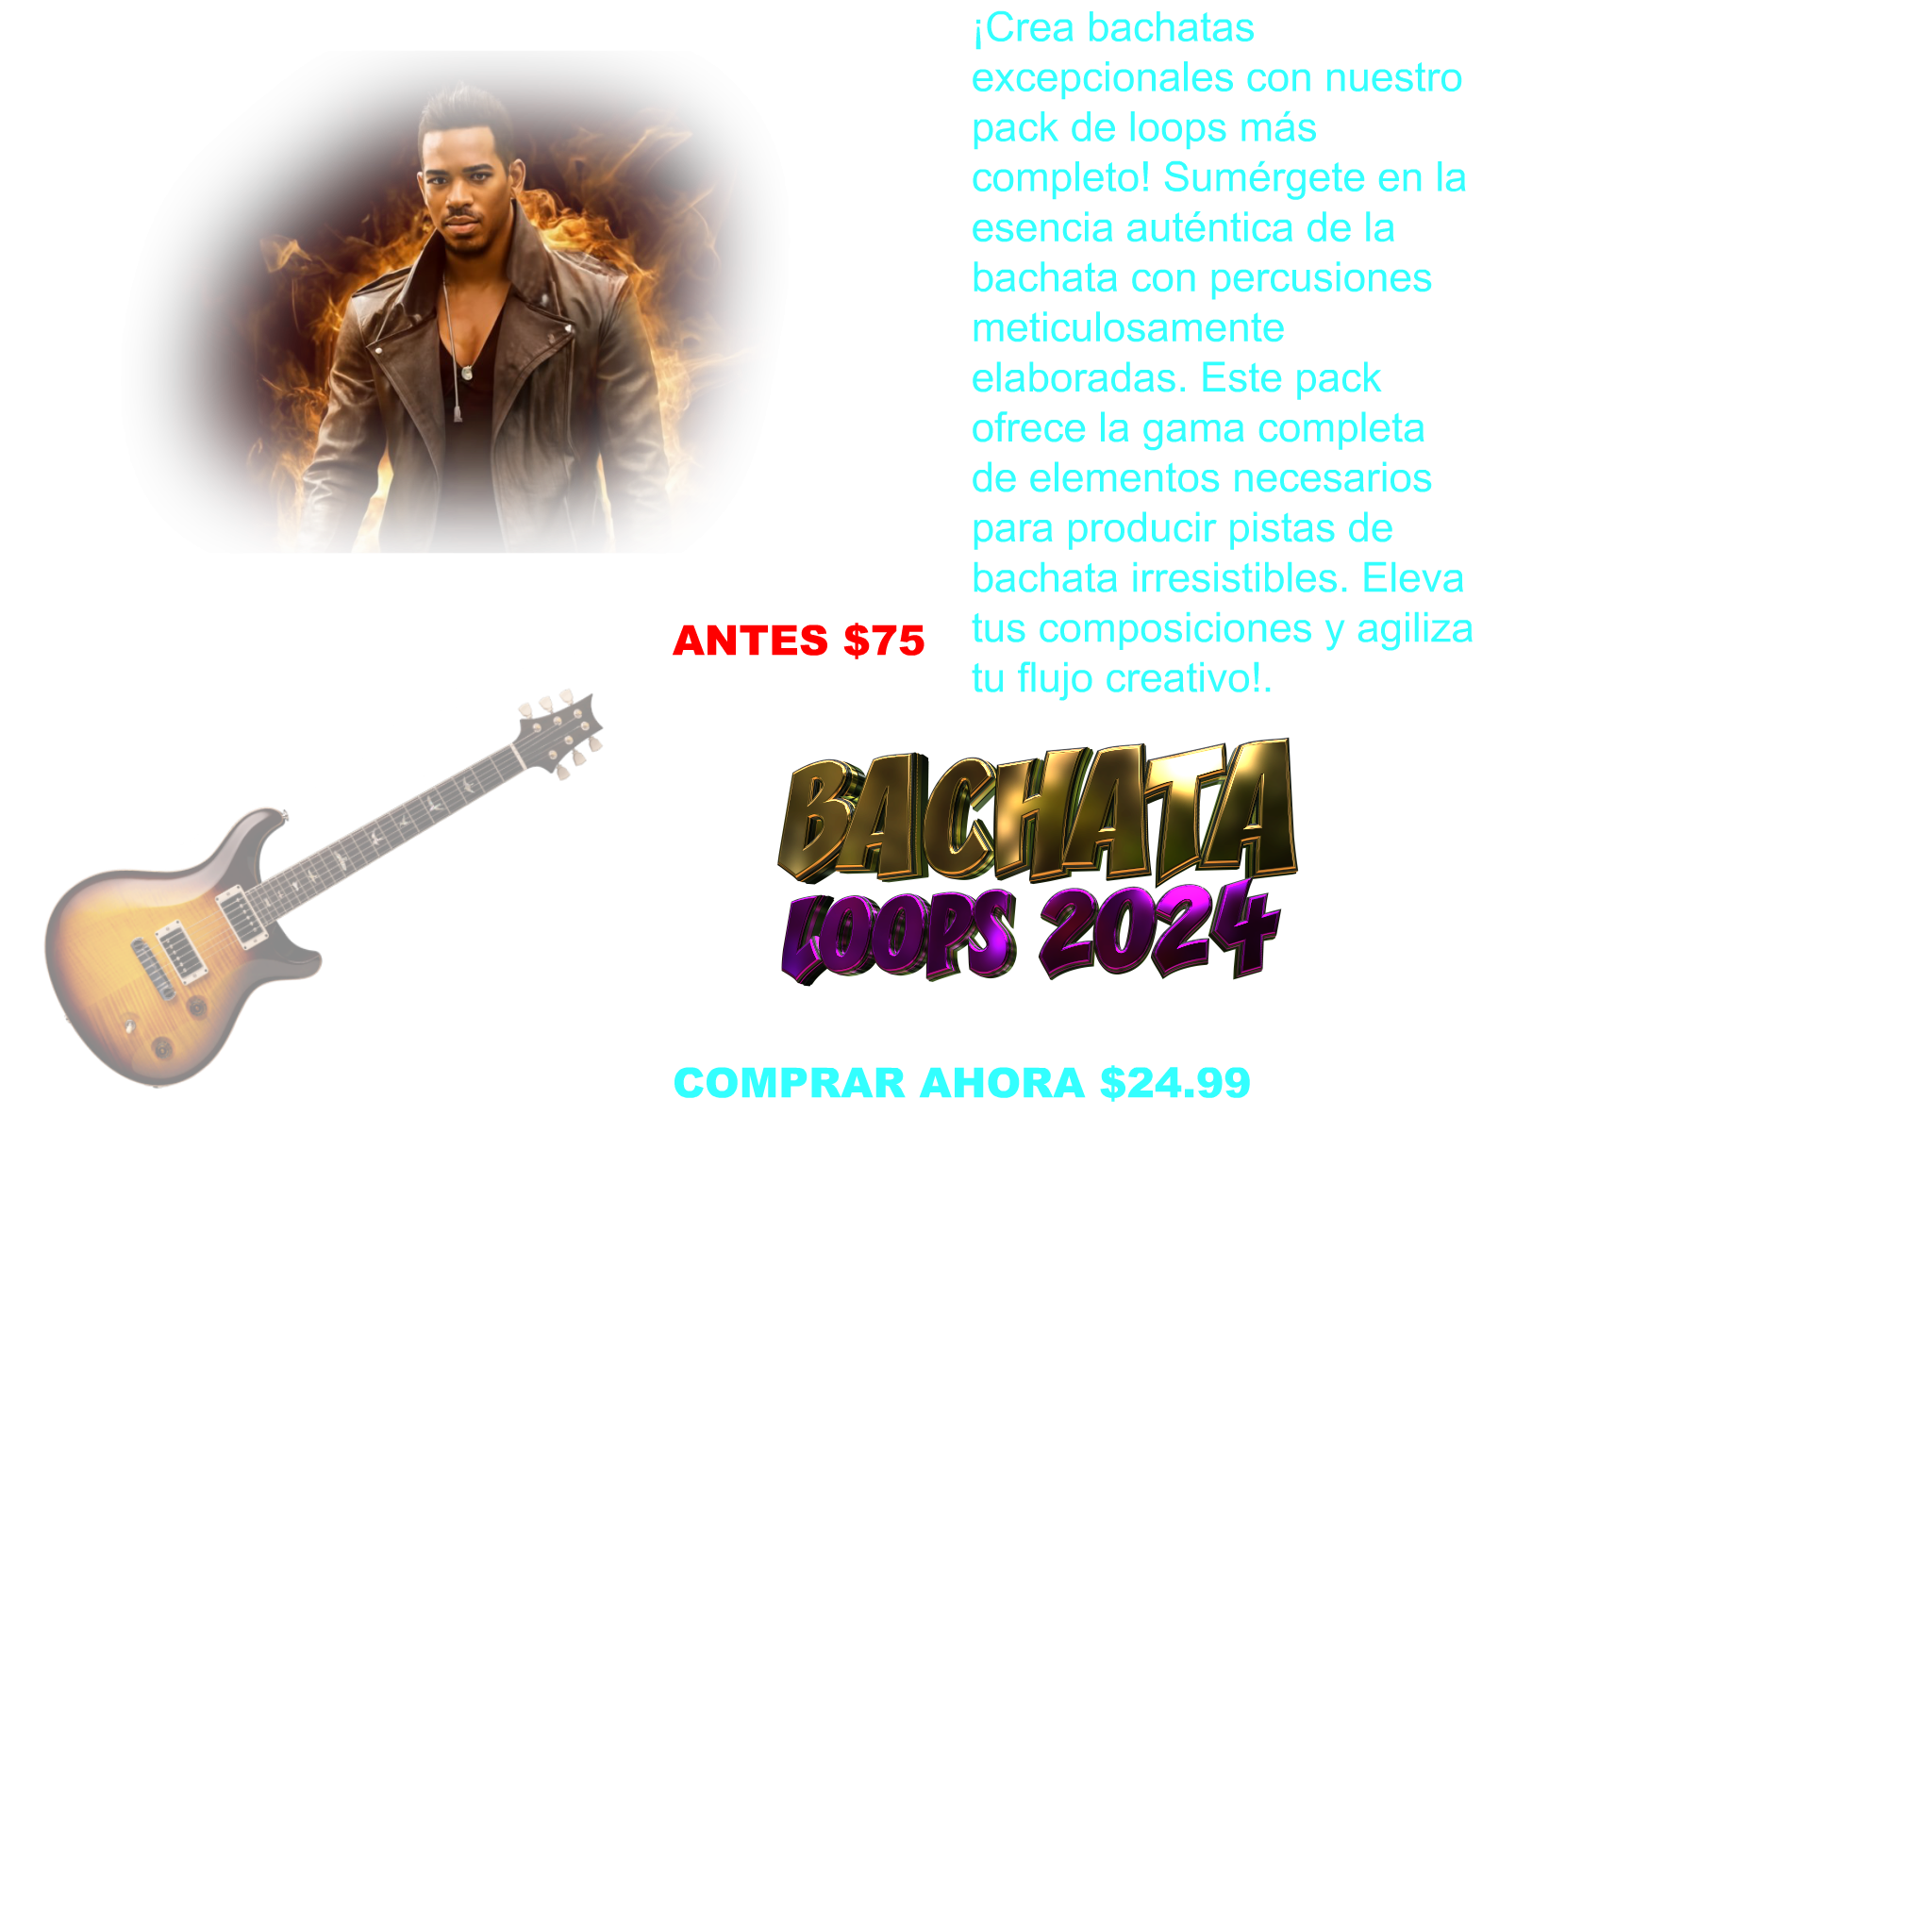 ¡Crea bachatas
excepcionales con nuestro
pack de loops más
completo! Sumérgete en la
esencia auténtica de la
bachata con percusiones
meticulosamente
elaboradas. Este pack
ofrece la gama completa
de elementos necesarios
para producir pistas de
bachata irresistibles. Eleva
tus composiciones y agiliza
tu flujo creativo!.
ANTES $75
BACHATA
LOOPS 2024
COMPRAR AHORA $24.99